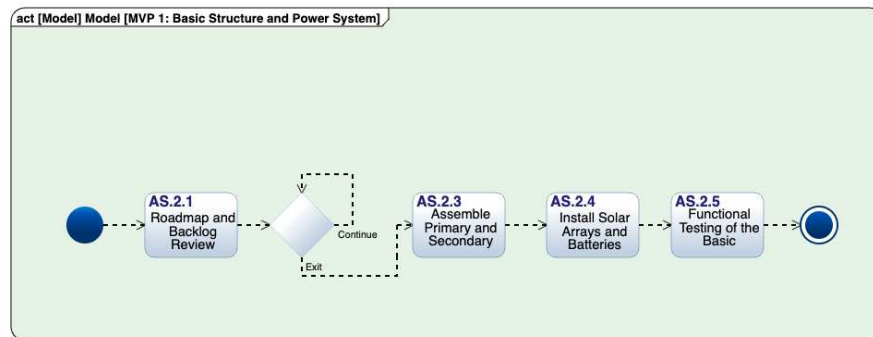 act [Model] Model [MVP 1: Basic Structure and Power System]
AS.2.1
Roadmap and
Backlog
Review
Continue
Exit
AS.2.3
Assemble
Primary and
Secondary
AS.2.4
Install Solar
Arrays and
Batteries
AS.2.5
Functional
Testing of the
Basic